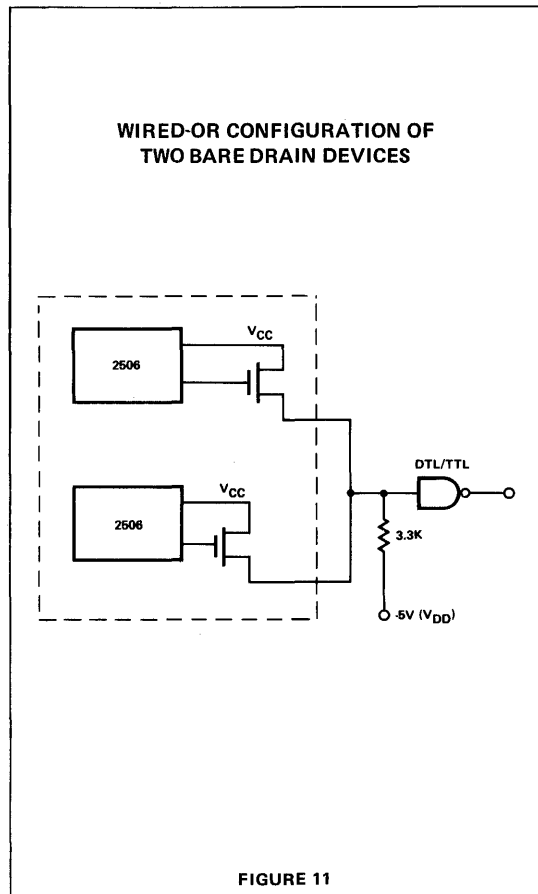 WIRED-OR CONFIGURATION OF
TWO BARE DRAIN DEVICES
VCC
2506
DTL/TTL
VCC
2506
3.3K
-5V (VDD)
FIGURE 11